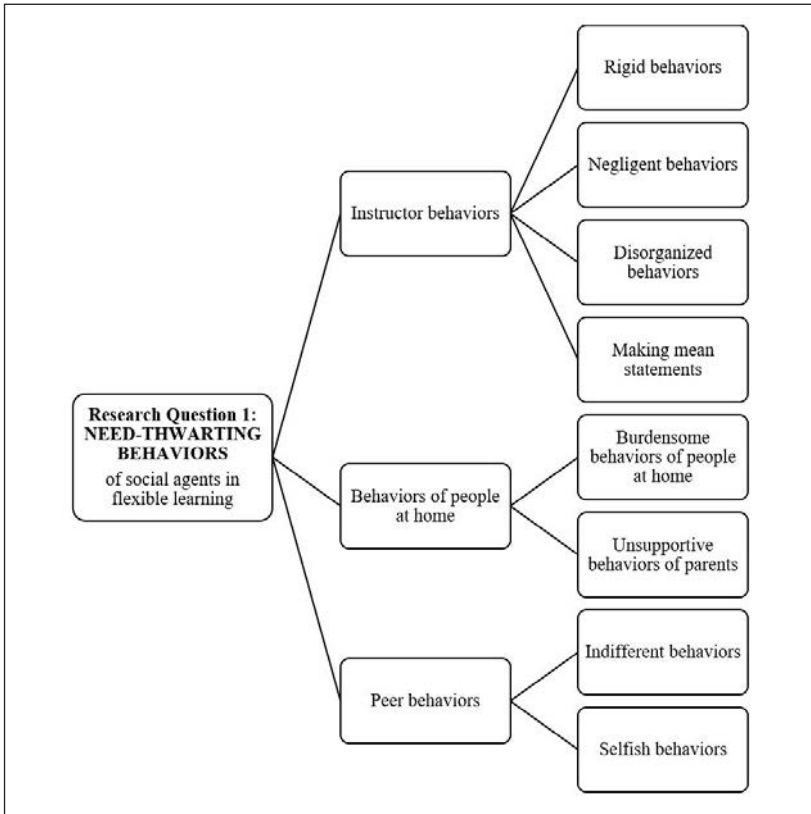 Research Question 1:
NEED-THWARTING
BEHAVIORS
of social agents in
flexible learning
Instructor behaviors
Rigid behaviors
Negligent behaviors
Disorganized
behaviors
Making mean
statements
Behaviors of people
at home
Burdensome
behaviors of people
at home
Unsupportive
behaviors of parents
Peer behaviors
Indifferent behaviors
Selfish behaviors